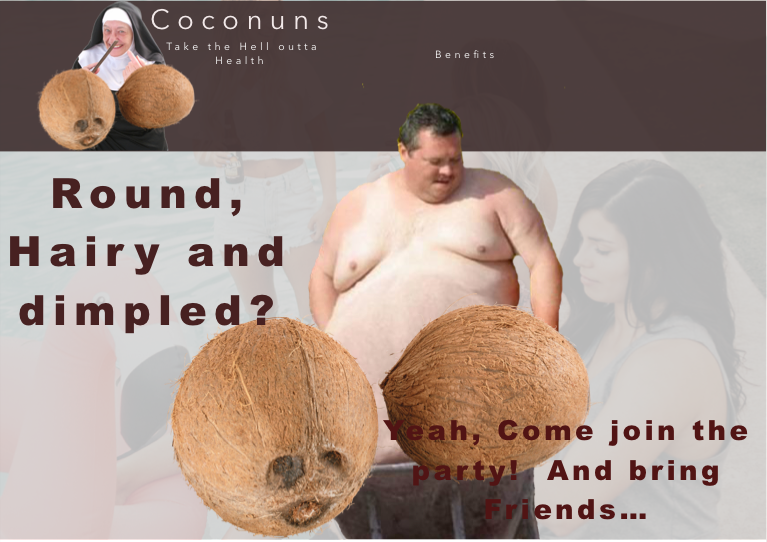 Coconuns
Take the Hell outta
Health
Benefits
Round,
Hairy and
dimpled?
Yeah, Come join the
party! And bring
Friends...